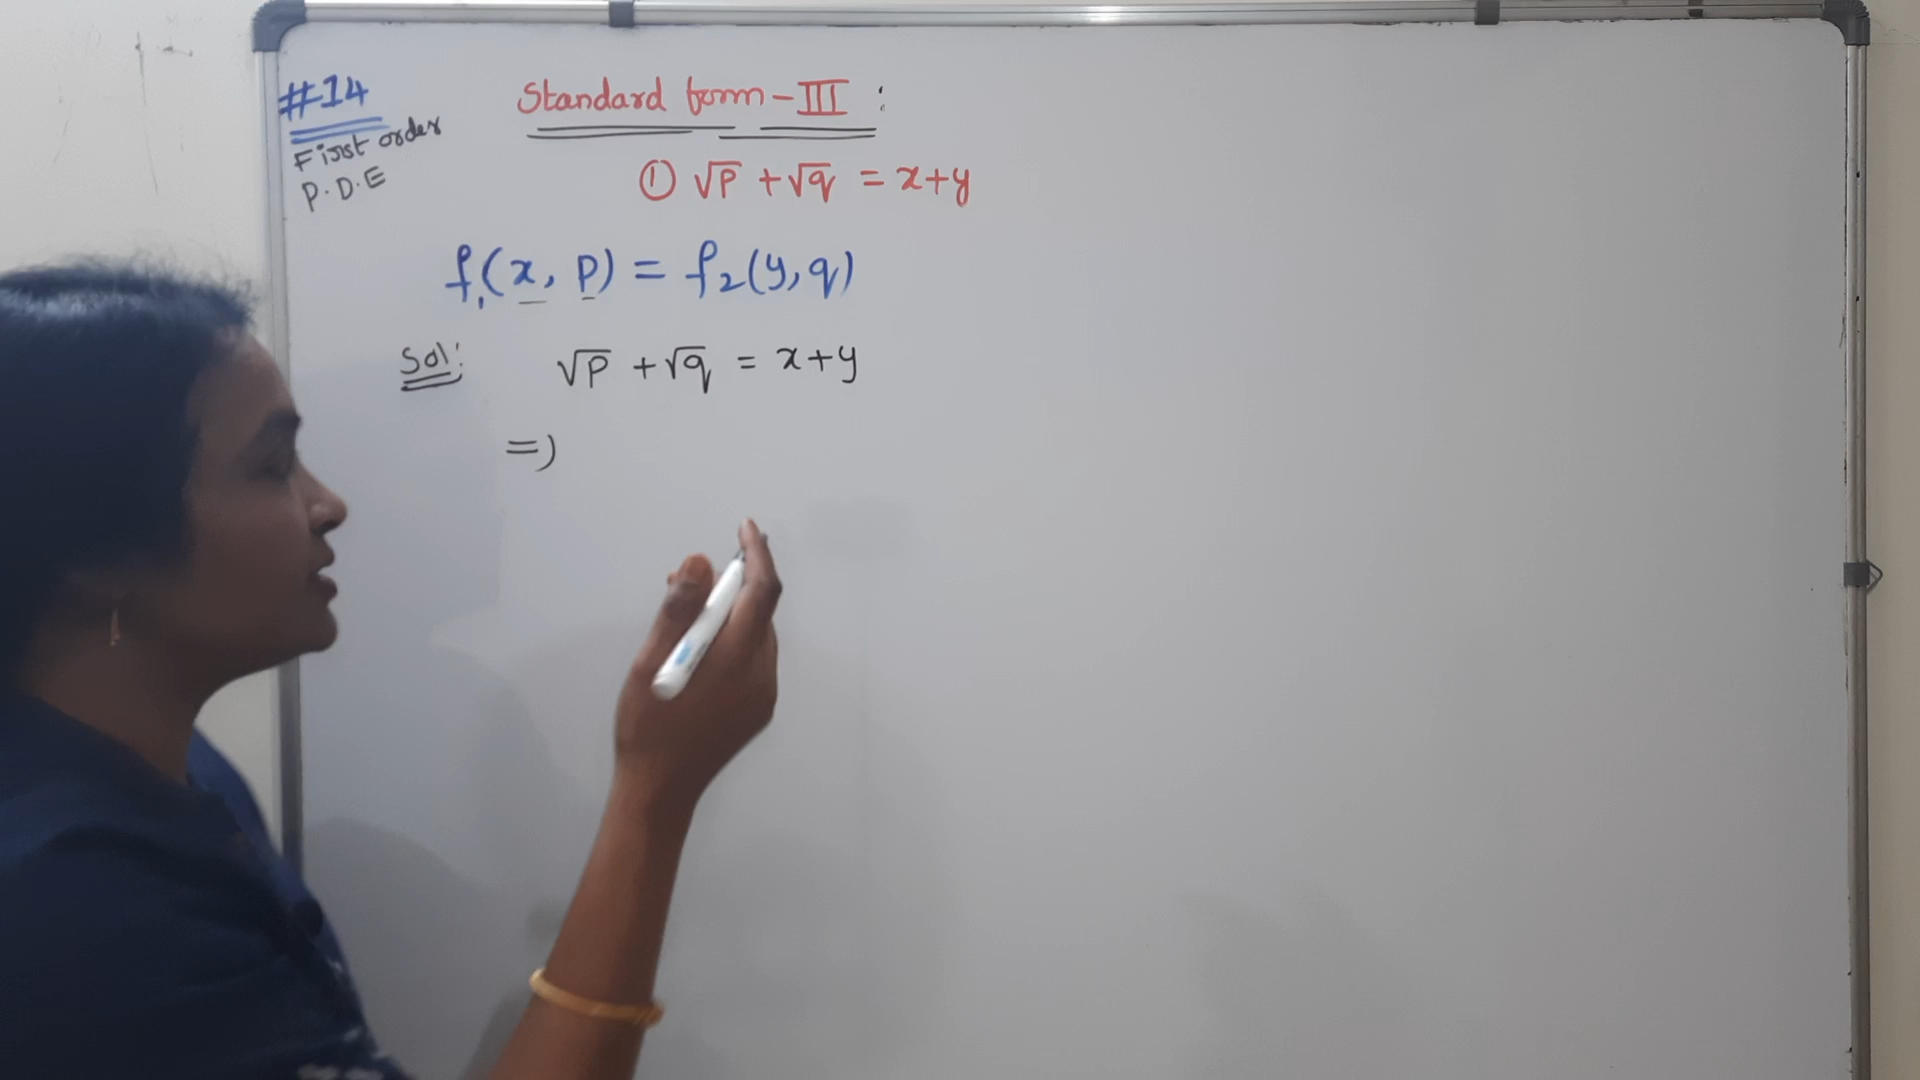 #14
First order
P.D.E
Standard form-III :
① √p + √q = x+y
f₁(x, p) = f₂(y, q)
Sol: √p + √q = x+y
=)